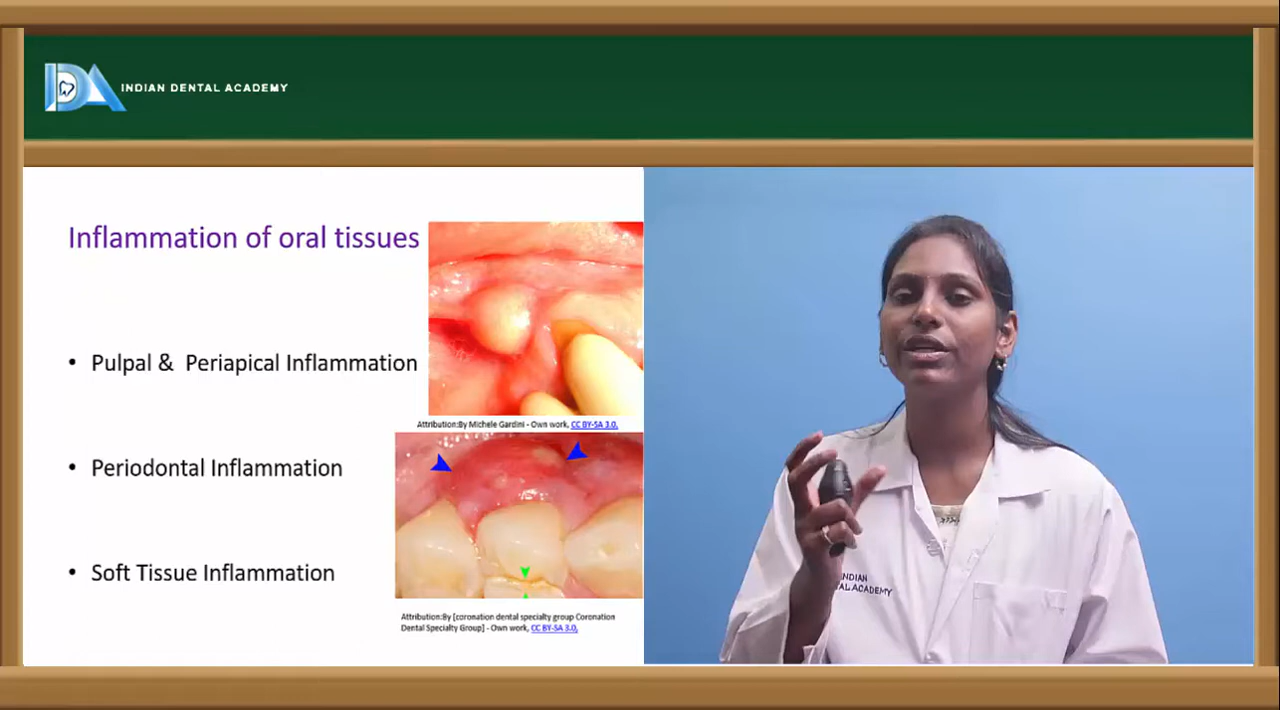 INDIAN DENTAL ACADEMY
Inflammation of oral tissues
• Pulpal & Periapical Inflammation
Attribution:By Michele Gardini - Own work, CC BY-SA 3.0,
• Periodontal Inflammation
• Soft Tissue Inflammation
Attribution:By [coronation dental specialty group Coronation
Dental Specialty Group] - Own work, CC BY-SA 3.0,
INDIAN
TAL ACADEMY